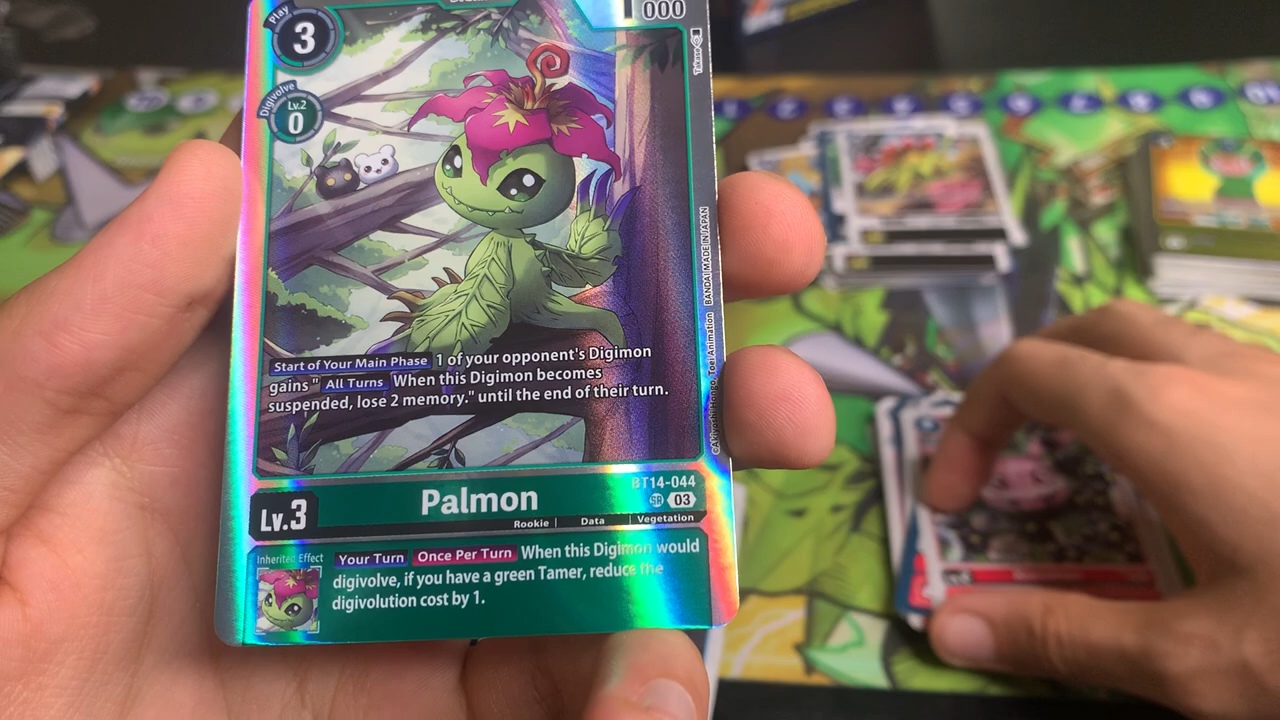 Play
3
000
Digivolve
Lv.2
0
Start of Your Main Phase 1 of your opponent's Digimon
gains " All Turns When this Digimon becomes
suspended, lose 2 memory." until the end of their turn.
©Akiyoshi Hongo, Toei Animation BANDAI MADE IN JAPAN
BT14-044
Palmon
SR 03
Lv.3
Rookie | Data | Vegetation
Inherited Effect
Your Turn Once Per Turn When this Digimon would
digivolve, if you have a green Tamer, reduce the
digivolution cost by 1.